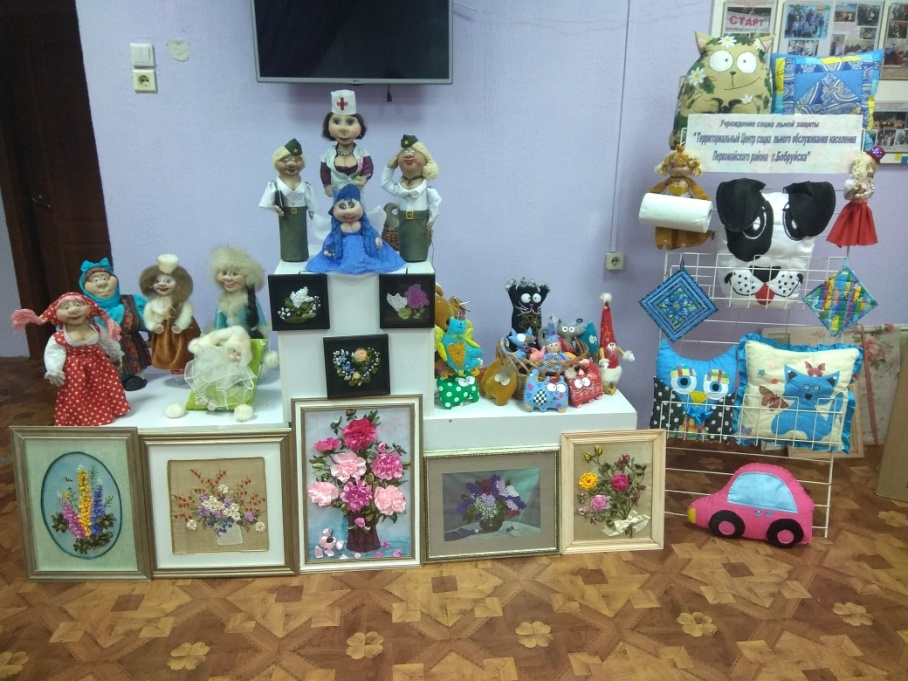 СТАРТ
Учреждение социальной защиты
"Территориальный Центр социального обслуживания населения
Первомайского района г.Бобруйска"